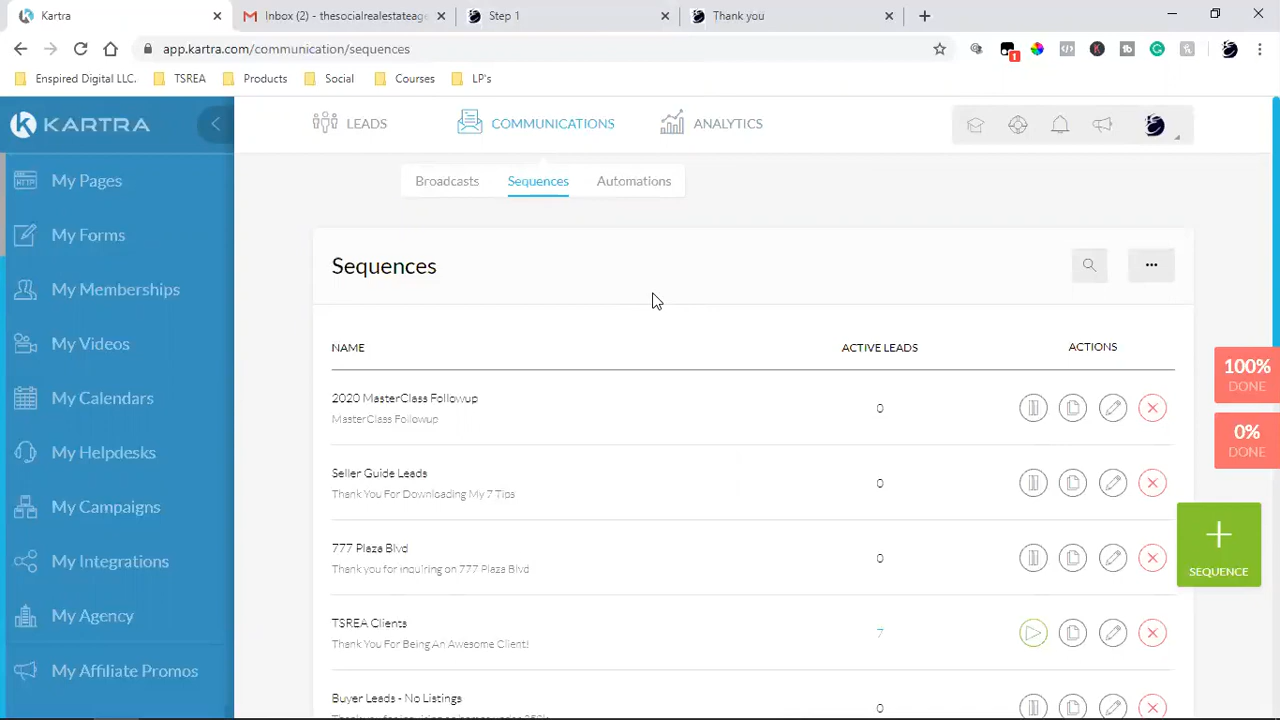 Kartra
Inbox (2) - thesocialrealestateag
Step 1
Thank you
app.kartra.com/communication/sequences
1
Enspired Digital LLC.
TSREA
Products
Social
Courses
LP's
KARTRA
LEADS
COMMUNICATIONS
ANALYTICS
My Pages
My Forms
My Memberships
My Videos
My Calendars
My Helpdesks
My Campaigns
My Integrations
My Agency
My Affiliate Promos
Broadcasts
Sequences
Automations
Sequences
NAME
ACTIVE LEADS
ACTIONS
2020 MasterClass Followup
MasterClass Followup
0
Seller Guide Leads
Thank You For Downloading My 7 Tips
0
777 Plaza Blvd
Thank you for inquiring on 777 Plaza Blvd
0
TSREA Clients
Thank You For Being An Awesome Client!
7
Buyer Leads - No Listings
0
100%
DONE
0%
DONE
SEQUENCE